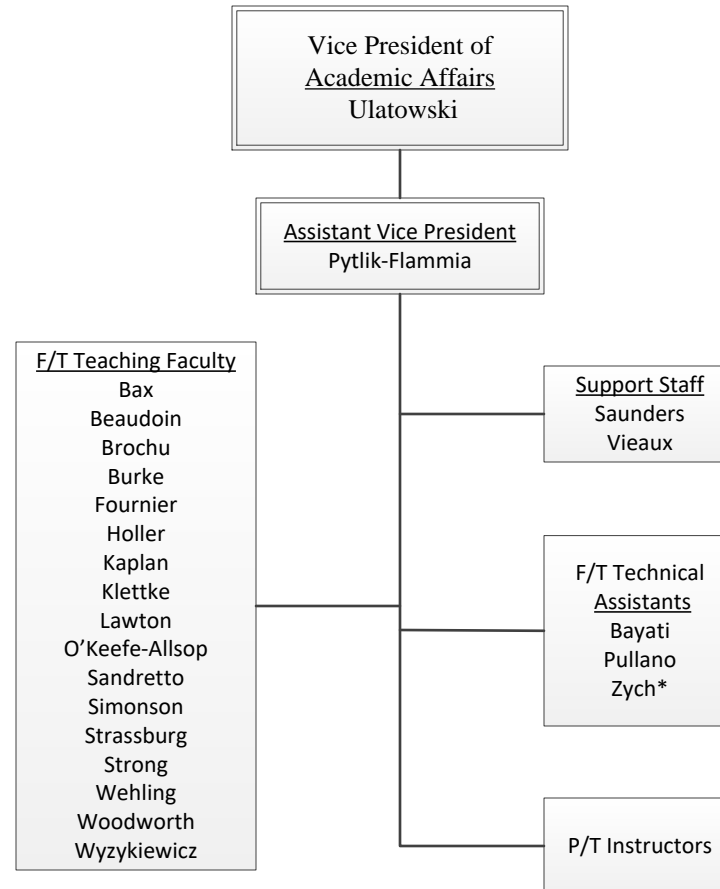 Vice President of
Academic Affairs
Ulatowski
Assistant Vice President
Pytlik-Flammia
F/T Teaching Faculty
Bax
Beaudoin
Brochu
Burke
Fournier
Holler
Kaplan
Klettke
Lawton
O’Keefe-Allsop
Sandretto
Simonson
Strassburg
Strong
Wehling
Woodworth
Wyzykiewicz
Support Staff
Saunders
Vieaux
F/T Technical
Assistants
Bayati
Pullano
Zych*
P/T Instructors